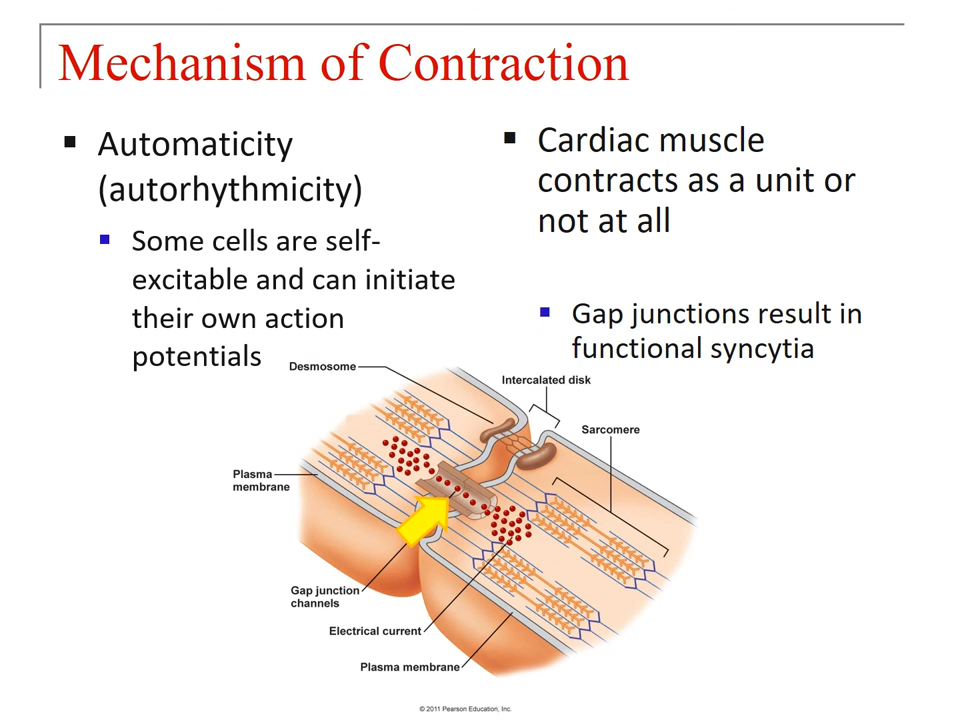 Mechanism of Contraction
▪ Automaticity
(autorhythmicity)
▪ Some cells are self-
excitable and can initiate
their own action
potentials
▪ Cardiac muscle
contracts as a unit or
not at all
▪ Gap junctions result in
functional syncytia
Desmosome
Intercalated disk
Sarcomere
Plasma
membrane
Gap junction
channels
Electrical current
Plasma membrane
© 2011 Pearson Education, Inc.